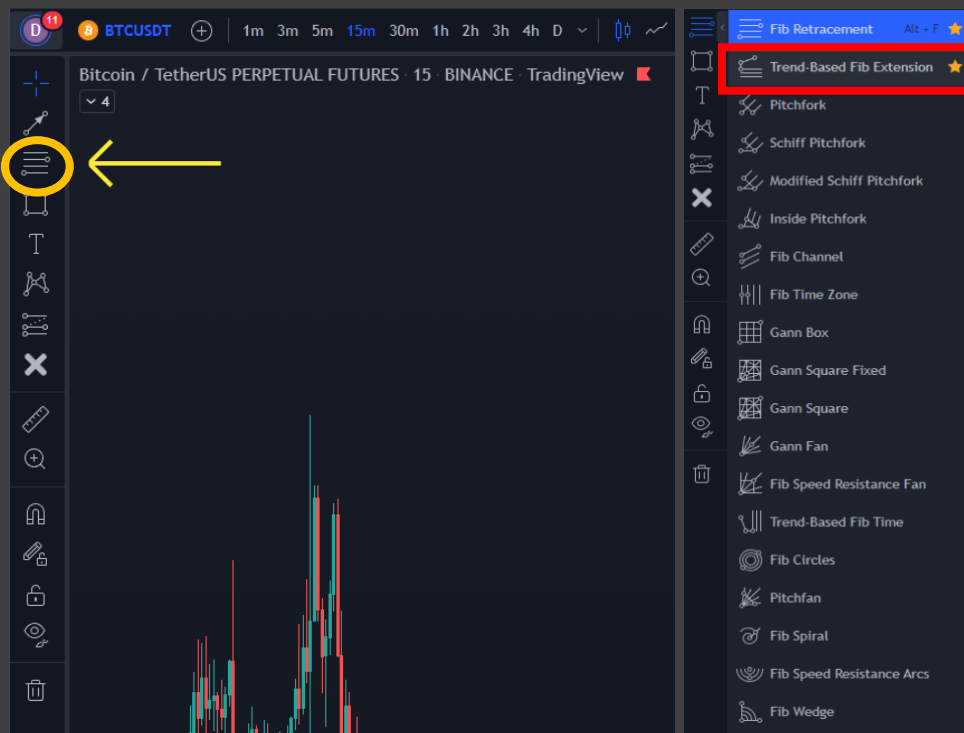 D 11 BTCUSDT 1m 3m 5m 15m 30m 1h 2h 3h 4h D
Bitcoin / TetherUS PERPETUAL FUTURES · 15 · BINANCE · TradingView
4
T
Fib Retracement Alt + F
Trend-Based Fib Extension
Pitchfork
Schiff Pitchfork
Modified Schiff Pitchfork
Inside Pitchfork
Fib Channel
Fib Time Zone
Gann Box
Gann Square Fixed
Gann Square
Gann Fan
Fib Speed Resistance Fan
Trend-Based Fib Time
Fib Circles
Pitchfan
Fib Spiral
Fib Speed Resistance Arcs
Fib Wedge
T